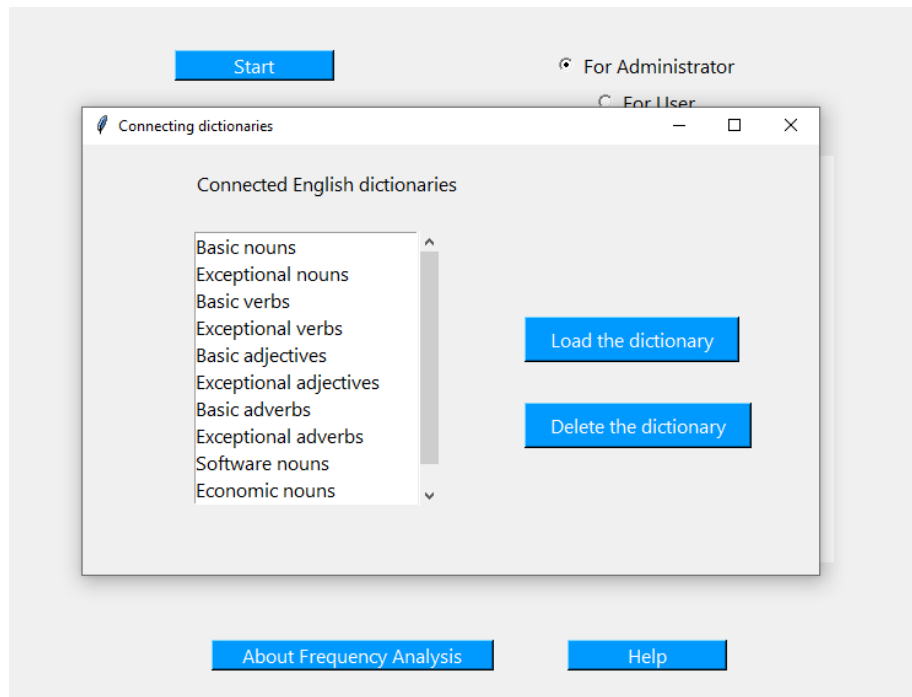 Start
For Administrator
For User
Connecting dictionaries
Connected English dictionaries
Basic nouns
Exceptional nouns
Basic verbs
Exceptional verbs
Basic adjectives
Exceptional adjectives
Basic adverbs
Exceptional adverbs
Software nouns
Economic nouns
Load the dictionary
Delete the dictionary
About Frequency Analysis
Help